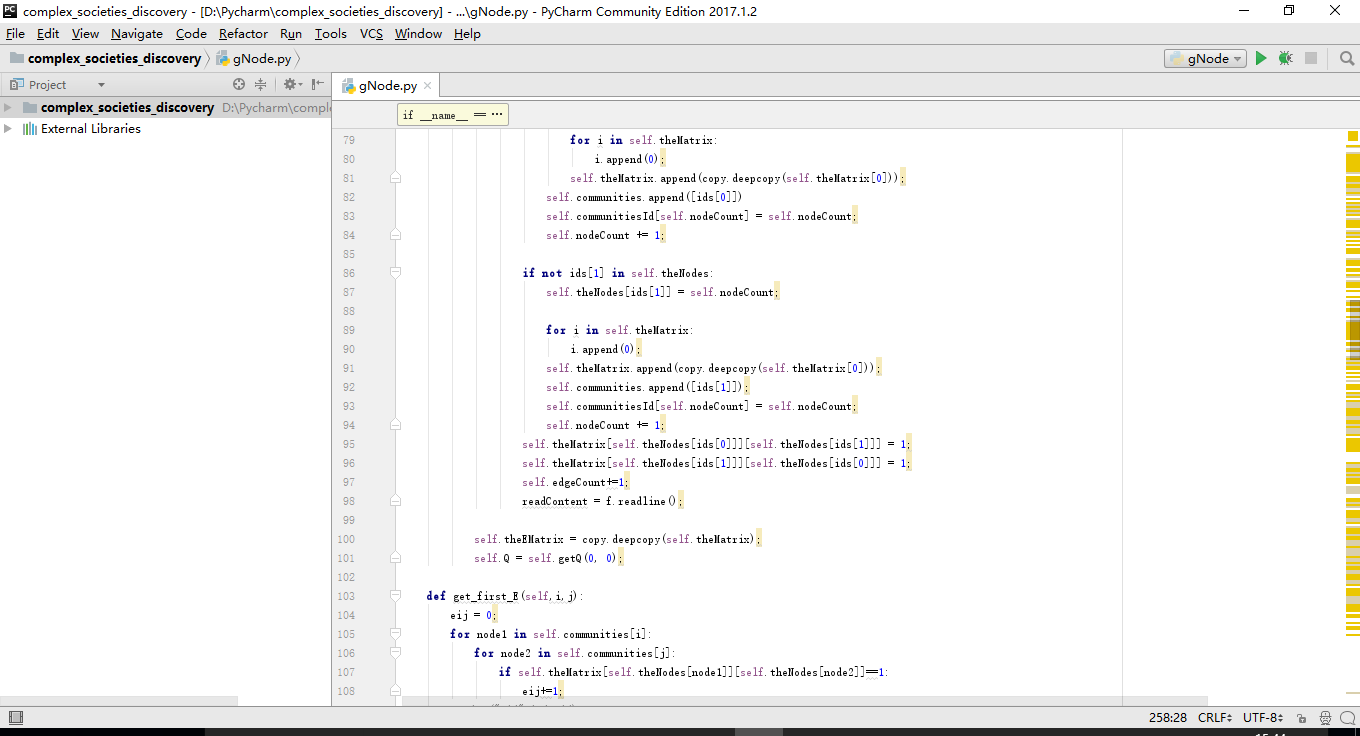 complex_societies_discovery - [D:\Pycharm\complex_societies_discovery] - ...\gNode.py - PyCharm Community Edition 2017.1.2
File Edit View Navigate Code Refactor Run Tools VCS Window Help
complex_societies_discovery gNode.py gNode
Project gNode.py
complex_societies_discovery D:\Pycharm\compl
External Libraries
if __name__ == ...
79 for i in self.theMatrix:
80 i.append(0);
81 self.theMatrix.append(copy.deepcopy(self.theMatrix[0]));
82 self.communities.append([ids[0]])
83 self.communitiesId[self.nodeCount] = self.nodeCount;
84 self.nodeCount += 1;
85
86 if not ids[1] in self.theNodes:
87 self.theNodes[ids[1]] = self.nodeCount;
88
89 for i in self.theMatrix:
90 i.append(0);
91 self.theMatrix.append(copy.deepcopy(self.theMatrix[0]));
92 self.communities.append([ids[1]]);
93 self.communitiesId[self.nodeCount] = self.nodeCount;
94 self.nodeCount += 1;
95 self.theMatrix[self.theNodes[ids[0]]][self.theNodes[ids[1]]] = 1;
96 self.theMatrix[self.theNodes[ids[1]]][self.theNodes[ids[0]]] = 1;
97 self.edgeCount+=1;
98 readContent = f.readline();
99
100 self.theEMatrix = copy.deepcopy(self.theMatrix);
101 self.Q = self.getQ(0, 0);
102
103 def get_first_E(self,i,j):
104 eij = 0;
105 for node1 in self.communities[i]:
106 for node2 in self.communities[j]:
107 if self.theMatrix[self.theNodes[node1]][self.theNodes[node2]]==1:
108 eij+=1;
258:28 CRLF UTF-8